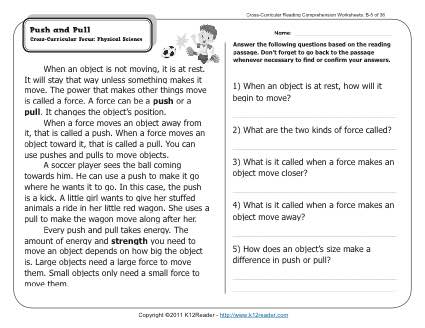 Cross-Curricular Reading Comprehension Worksheets: B-5 of 36
Push and Pull
Cross-Curricular Focus: Physical Science
Name:
When an object is not moving, it is at rest.
It will stay that way unless something makes it
move. The power that makes other things move
is called a force. A force can be a push or a
pull. It changes the object's position.
When a force moves an object away from
it, that is called a push. When a force moves an
object toward it, that is called a pull. You can
use pushes and pulls to move objects.
A soccer player sees the ball coming
towards him. He can use a push to make it go
where he wants it to go. In this case, the push
is a kick. A little girl wants to give her stuffed
animals a ride in her little red wagon. She uses a
pull to make the wagon move along after her.
Every push and pull takes energy. The
amount of energy and strength you need to
move an object depends on how big the object
is. Large objects need a large force to move
them. Small objects only need a small force to
move them.
Answer the following questions based on the reading
passage. Don't forget to go back to the passage
whenever necessary to find or confirm your answers.
1) When an object is at rest, how will it
begin to move?
2) What are the two kinds of force called?
3) What is it called when a force makes an
object move closer?
4) What is it called when a force makes an
object move away?
5) How does an object's size make a
difference in push or pull?
Copyright ©2011 K12Reader - http://www.k12reader.com